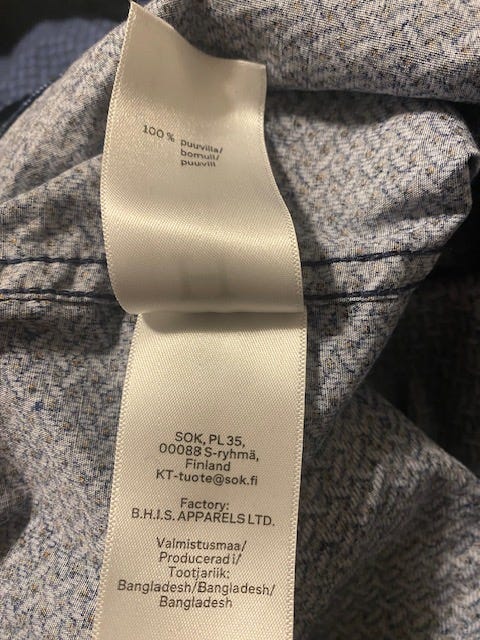 100% puuvilla/
bomull/
puuvill
SOK, PL 35,
00088 S-ryhmä,
Finland
KT-tuote@sok.fi
Factory:
B.H.I.S. APPARELS LTD.
Valmistusmaa/
Producerad i/
Tootjariik:
Bangladesh/Bangladesh/
Bangladesh